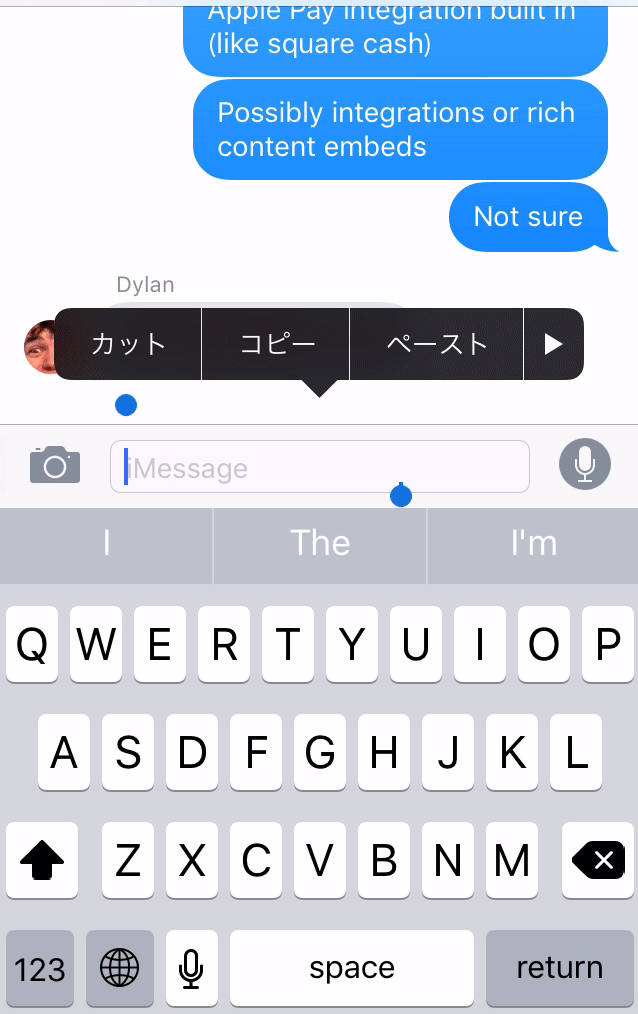 Apple Pay integration built in
(like square cash)
Possibly integrations or rich
content embeds
Not sure
Dylan
カット コピー ペースト
iMessage
I The I'm
Q W E R T Y U I O P
A S D F G H J K L
Z X C V B N M
123 space return